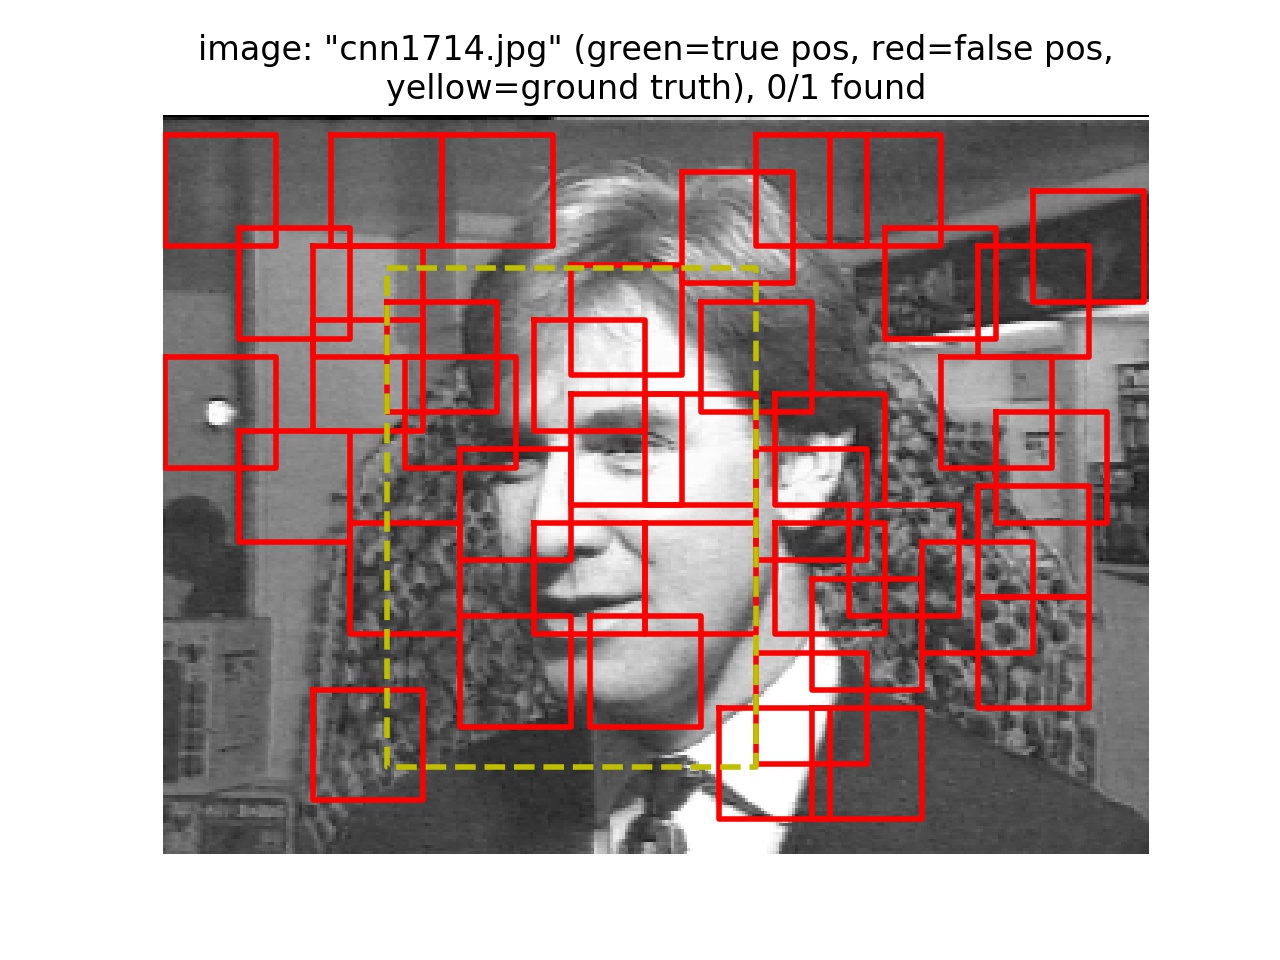 image: "cnn1714.jpg" (green=true pos, red=false pos,
yellow=ground truth), 0/1 found